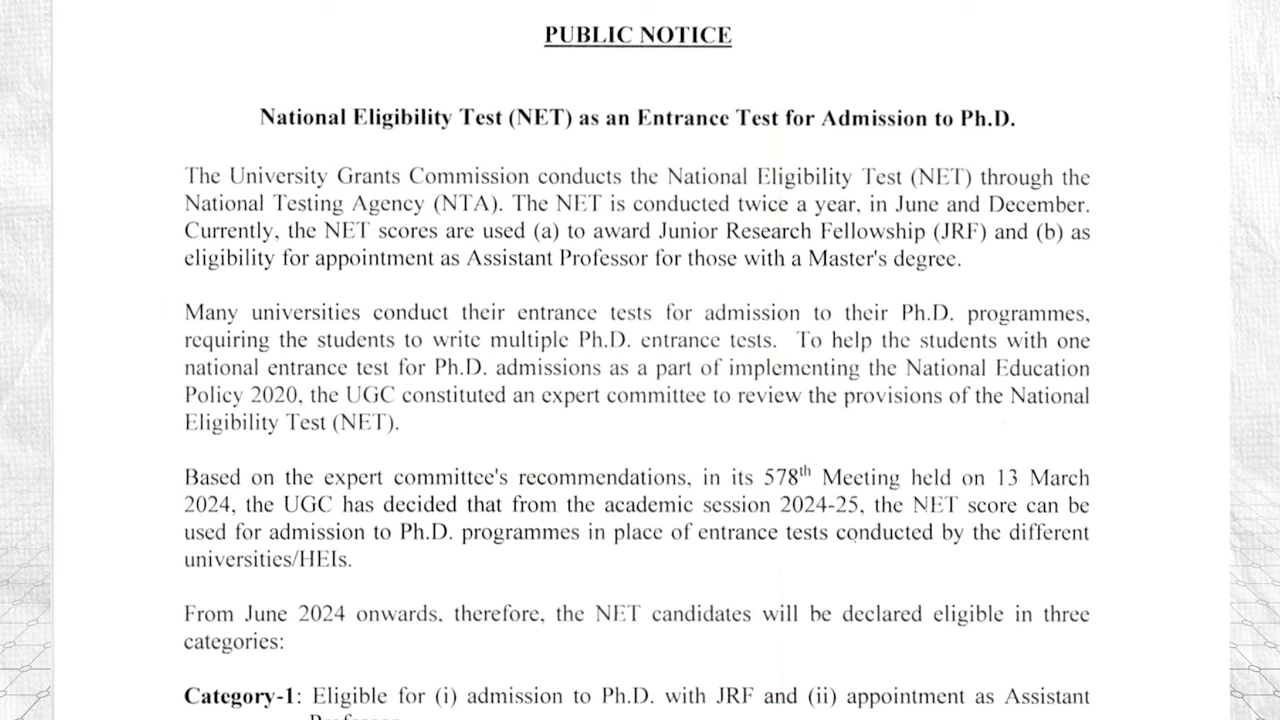 PUBLIC NOTICE
National Eligibility Test (NET) as an Entrance Test for Admission to Ph.D.
The University Grants Commission conducts the National Eligibility Test (NET) through the
National Testing Agency (NTA). The NET is conducted twice a year, in June and December.
Currently, the NET scores are used (a) to award Junior Research Fellowship (JRF) and (b) as
eligibility for appointment as Assistant Professor for those with a Master's degree.
Many universities conduct their entrance tests for admission to their Ph.D. programmes,
requiring the students to write multiple Ph.D. entrance tests. To help the students with one
national entrance test for Ph.D. admissions as a part of implementing the National Education
Policy 2020, the UGC constituted an expert committee to review the provisions of the National
Eligibility Test (NET).
Based on the expert committee's recommendations, in its 578th Meeting held on 13 March
2024, the UGC has decided that from the academic session 2024-25, the NET score can be
used for admission to Ph.D. programmes in place of entrance tests conducted by the different
universities/HEIs.
From June 2024 onwards, therefore, the NET candidates will be declared eligible in three
categories:
Category-1: Eligible for (i) admission to Ph.D. with JRF and (ii) appointment as Assistant